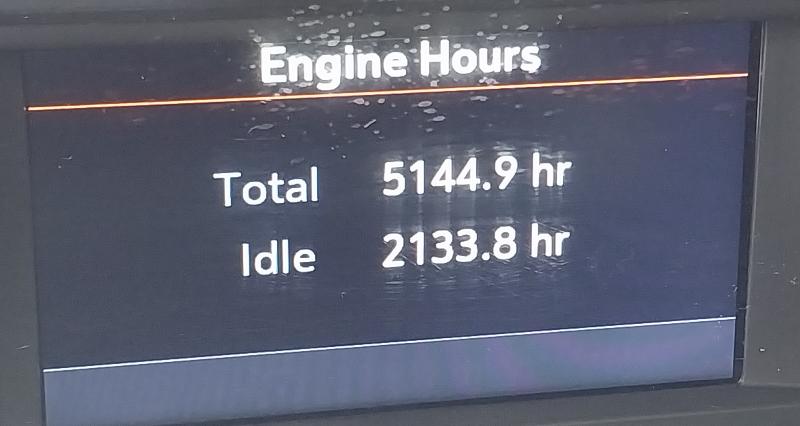 Engine Hours
Total 5144.9 hr
Idle 2133.8 hr